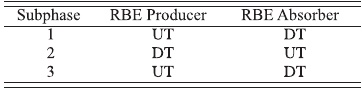 Subphase RBE Producer RBE Absorber
1 UT DT
2 DT UT
3 UT DT